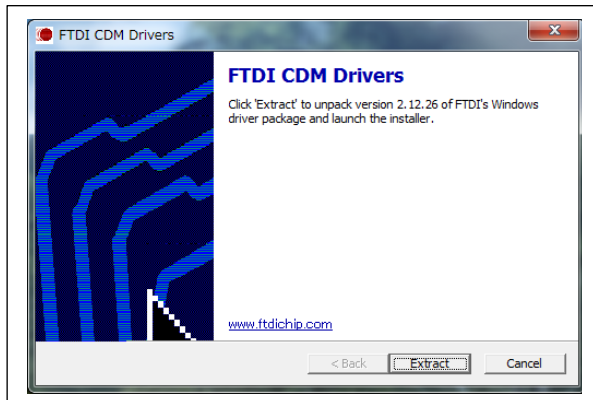 FTDI CDM Drivers
FTDI CDM Drivers
Click 'Extract' to unpack version 2.12.26 of FTDI's Windows
driver package and launch the installer.
www.ftdichip.com
< Back
Extract
Cancel